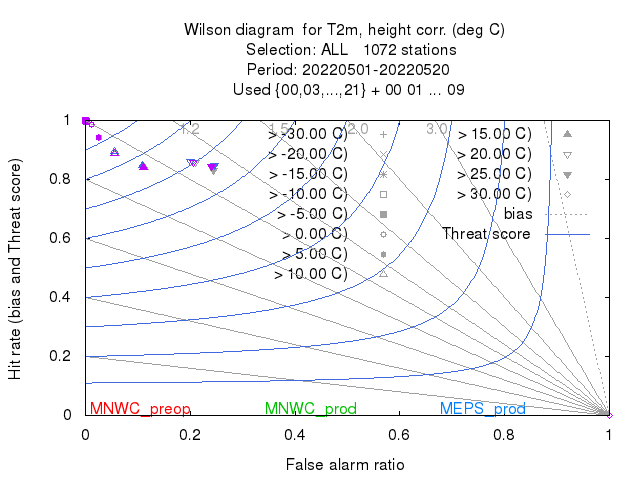 Wilson diagram for T2m, height corr. (deg C)
Selection: ALL 1072 stations
Period: 20220501-20220520
Used {00,03,...,21} + 00 01 ... 09
Hit rate (bias and Threat score)
1
0.8
0.6
0.4
0.2
0
1.2 1.5 2.0 3.0
> -30.00 C)
> -20.00 C)
> -15.00 C)
> -10.00 C)
> -5.00 C)
> 0.00 C)
> 5.00 C)
> 10.00 C)
> 15.00 C)
> 20.00 C)
> 25.00 C)
> 30.00 C)
bias
Threat score
MNWC_preop MNWC_prod MEPS_prod
0 0.2 0.4 0.6 0.8 1
False alarm ratio